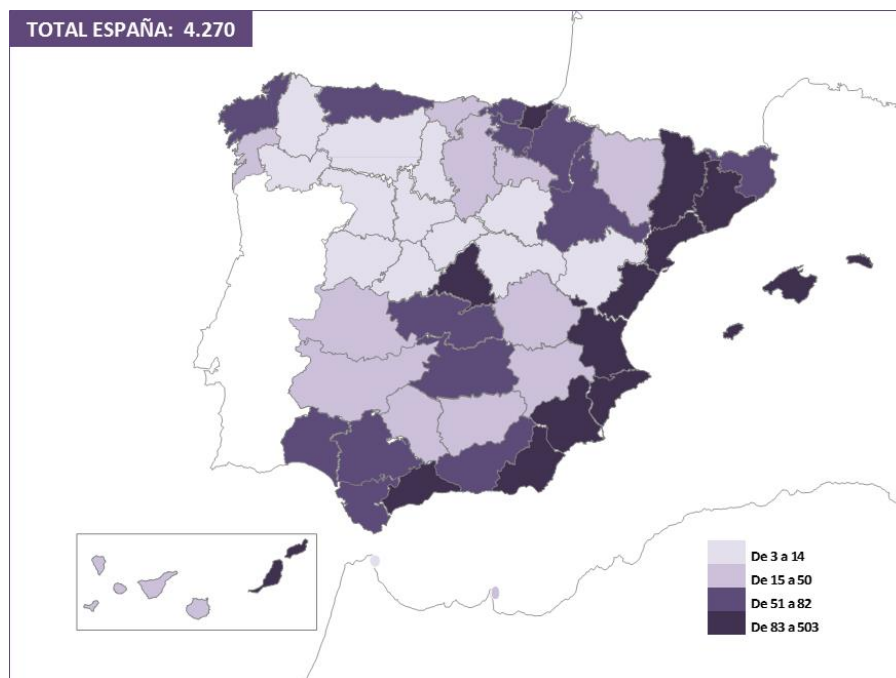 TOTAL ESPAÑA: 4.270
De 3 a 14
De 15 a 50
De 51 a 82
De 83 a 503